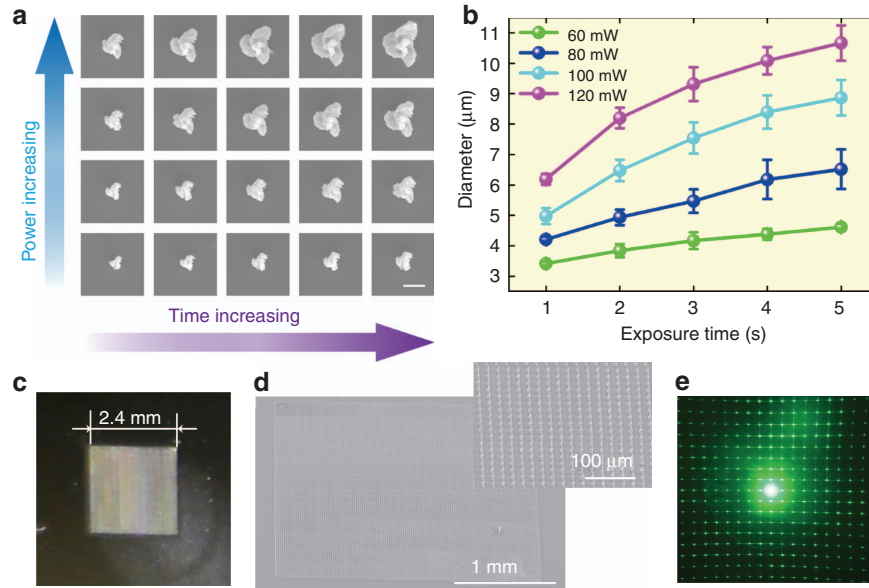 a
Power increasing
Time increasing
b
60 mW
80 mW
100 mW
120 mW
Diameter (μm)
11
10
9
8
7
6
5
4
3
1 2 3 4 5
Exposure time (s)
c
2.4 mm
d
100 μm
1 mm
e